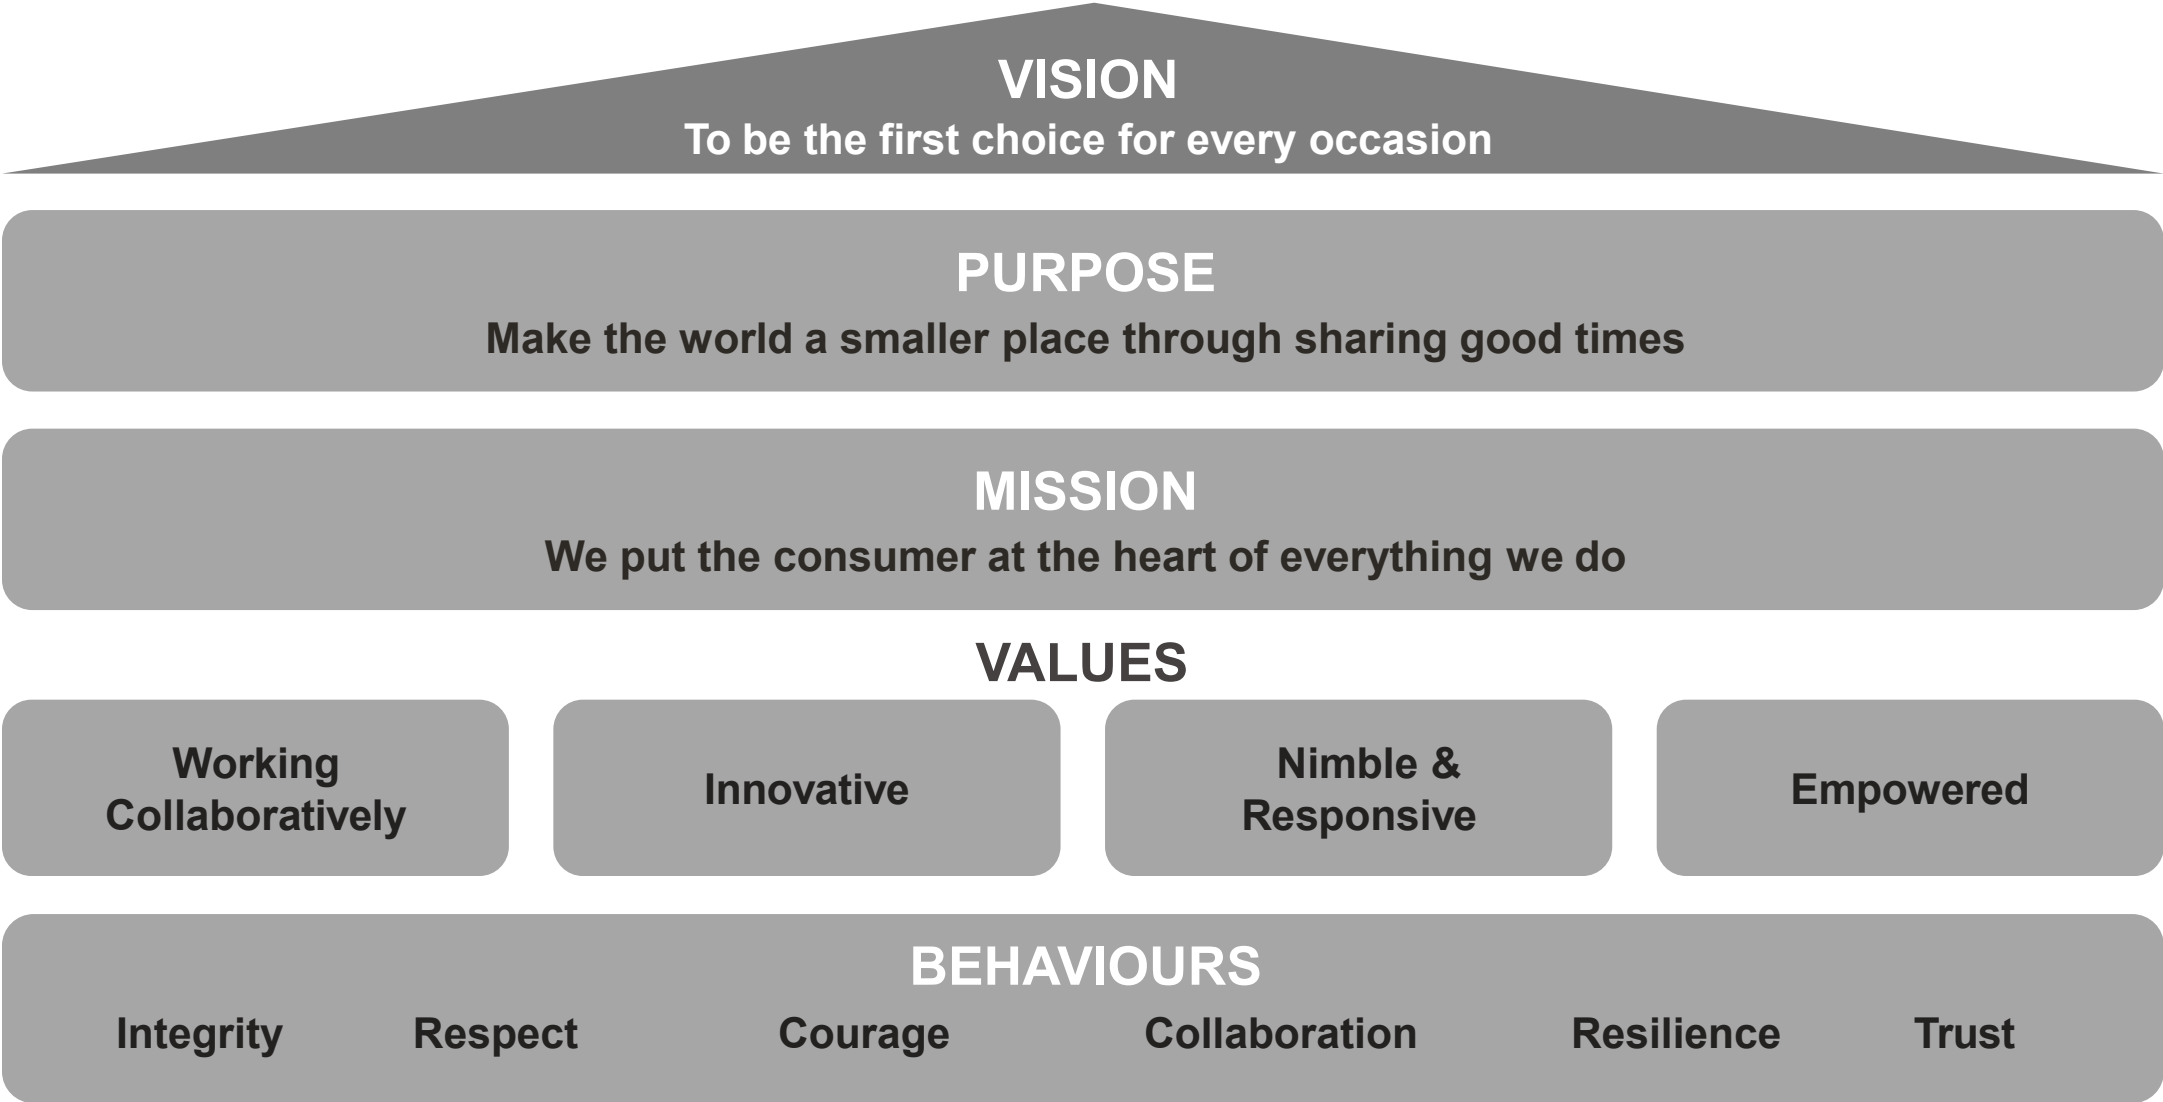 VISION
To be the first choice for every occasion
PURPOSE
Make the world a smaller place through sharing good times
MISSION
We put the consumer at the heart of everything we do
VALUES
Working
Collaboratively
Innovative
Nimble &
Responsive
Empowered
BEHAVIOURS
Integrity Respect Courage Collaboration Resilience Trust